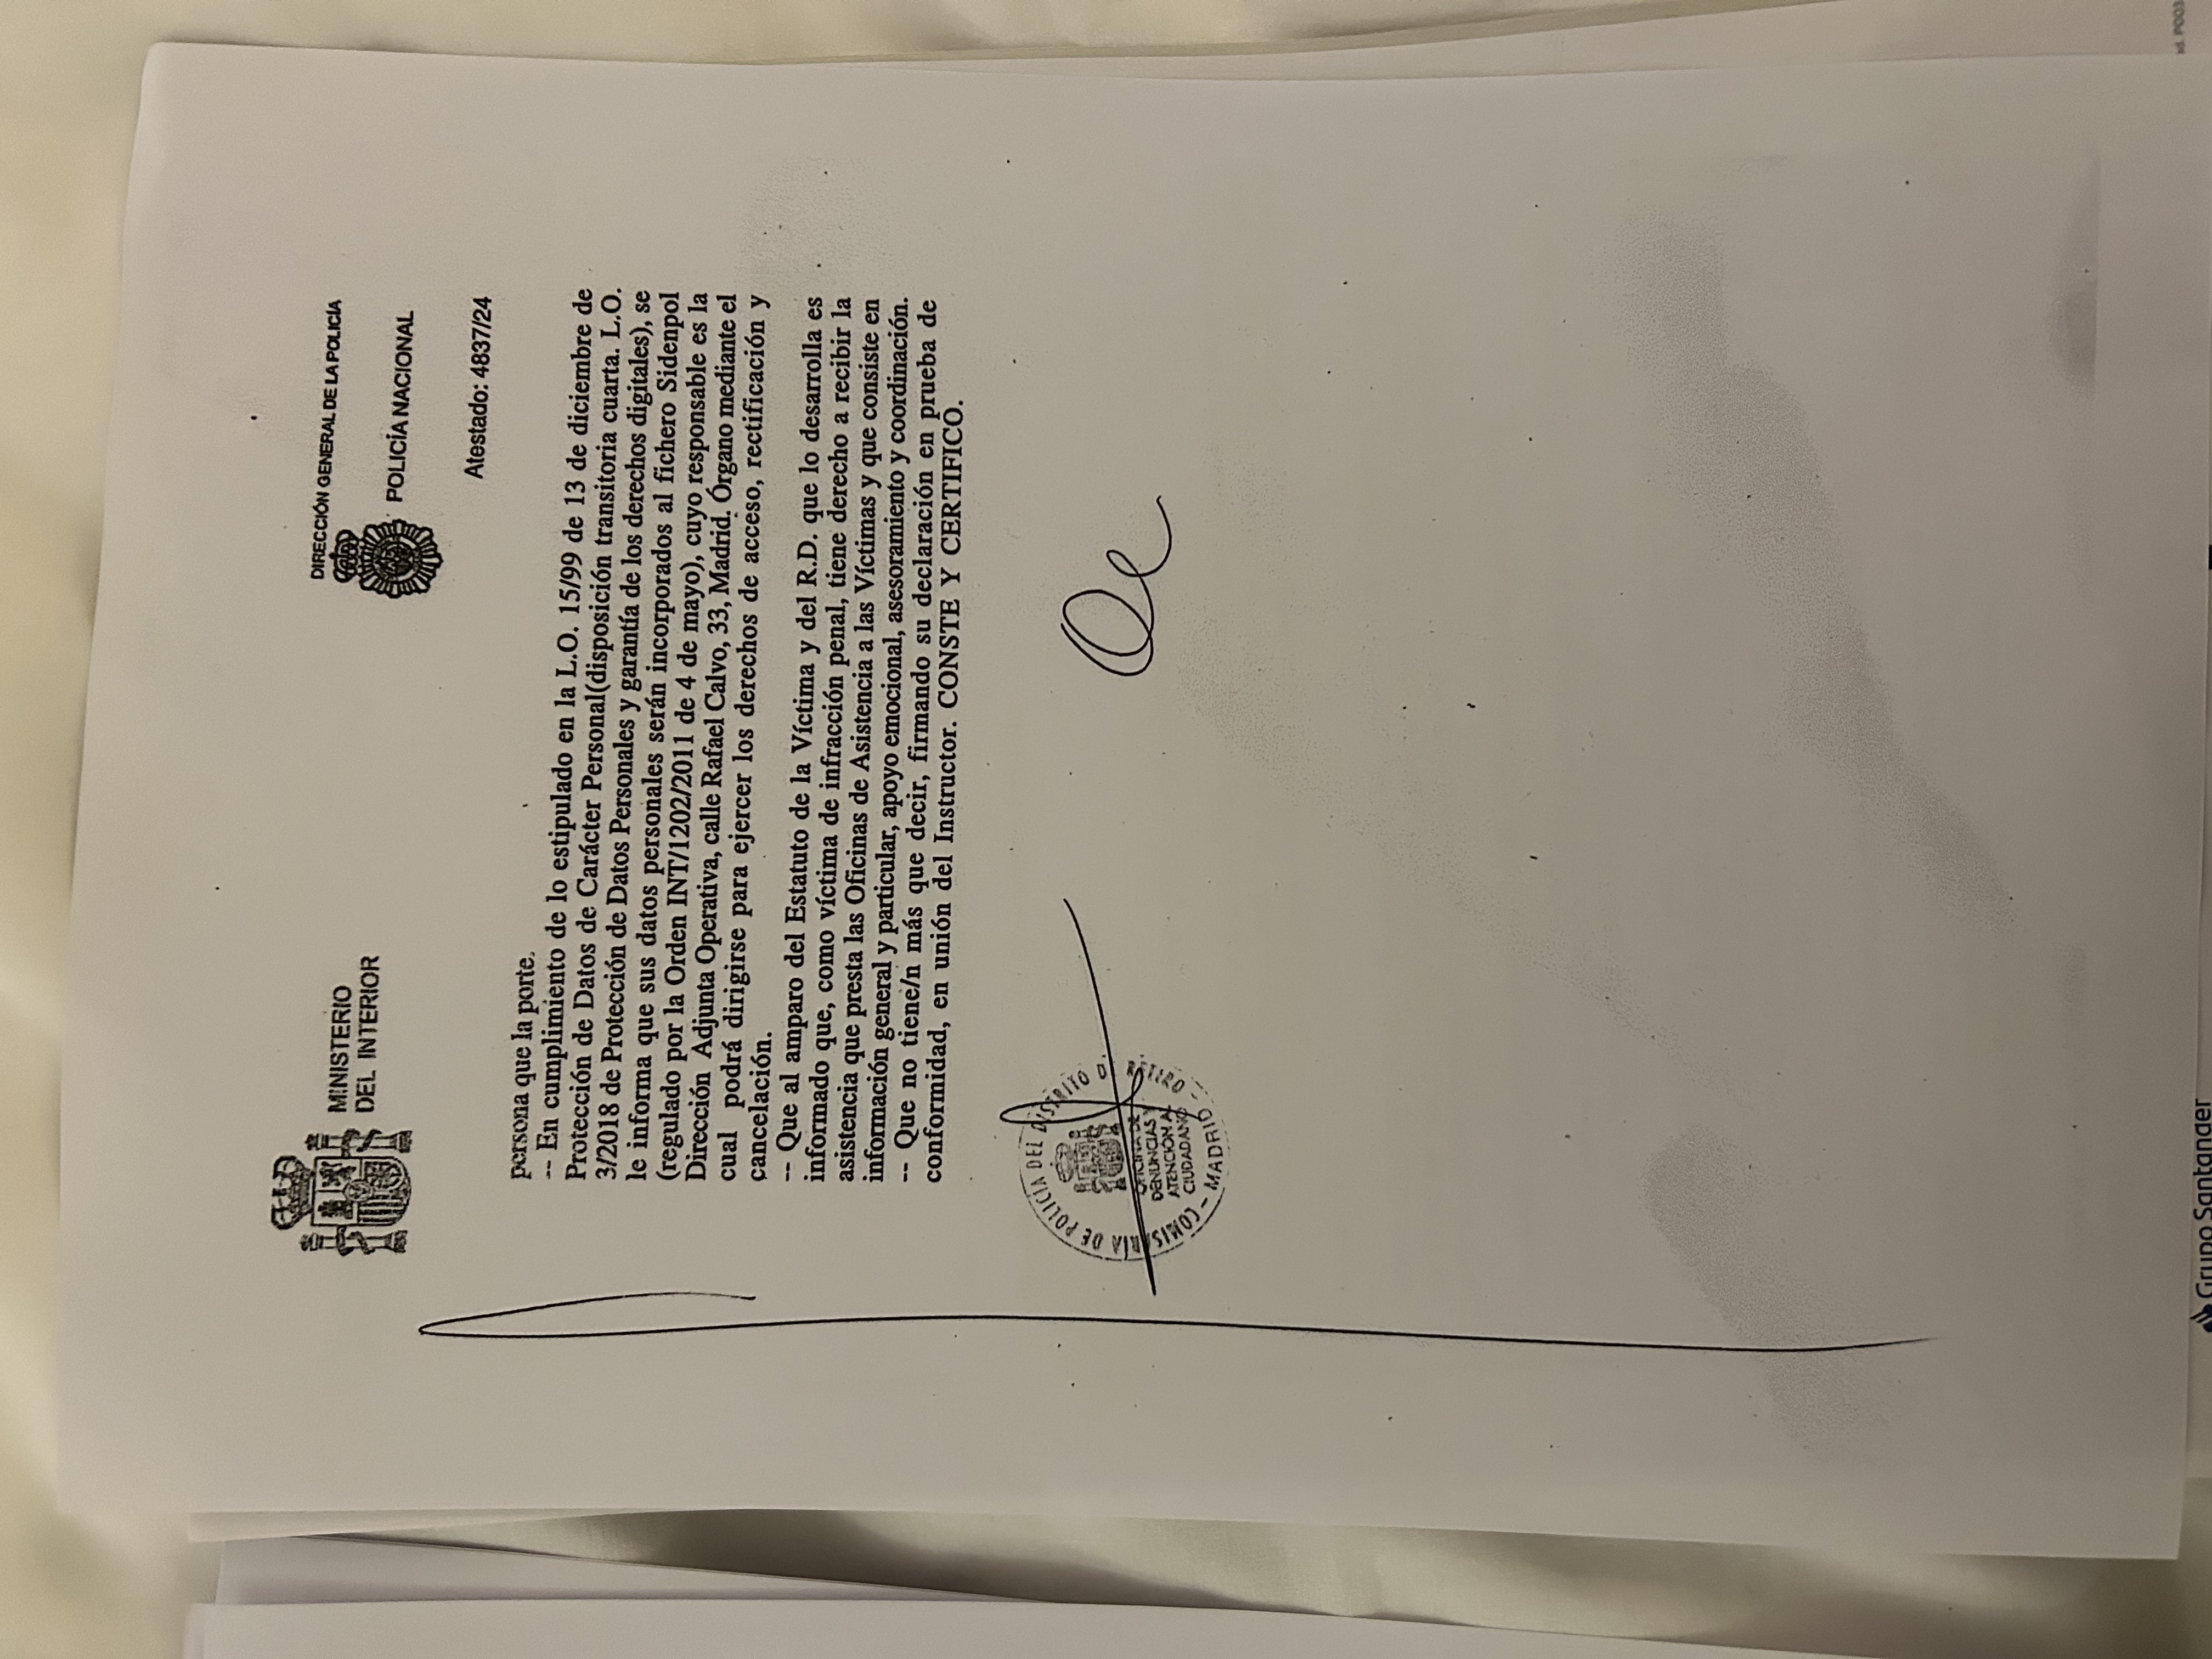 MINISTERIO
DEL INTERIOR
DIRECCIÓN GENERAL DE LA POLICÍA
POLICÍA NACIONAL
Atestado: 4837/24
persona que la porte.
-- En cumplimiento de lo estipulado en la L.O. 15/99 de 13 de diciembre de
Protección de Datos de Carácter Personal(disposición transitoria cuarta. L.O.
3/2018 de Protección de Datos Personales y garantía de los derechos digitales), se
le informa que sus datos personales serán incorporados al fichero Sidenpol
(regulado por la Orden INT/1202/2011 de 4 de mayo), cuyo responsable es la
Dirección Adjunta Operativa, calle Rafael Calvo, 33, Madrid. Órgano mediante el
cual podrá dirigirse para ejercer los derechos de acceso, rectificación y
cancelación.
-- Que al amparo del Estatuto de la Víctima y del R.D. que lo desarrolla es
informado que, como víctima de infracción penal, tiene derecho a recibir la
asistencia que presta las Oficinas de Asistencia a las Víctimas y que consiste en
información general y particular, apoyo emocional, asesoramiento y coordinación.
-- Que no tiene/n más que decir, firmando su declaración en prueba de
conformidad, en unión del Instructor. CONSTE Y CERTIFICO.
COMISARÍA DE POLICÍA DEL DISTRITO DE RETIRO
OFICINA DE
DENUNCIAS Y
ATENCIÓN AL
CIUDADANO
- MADRID -
Grupo Santander